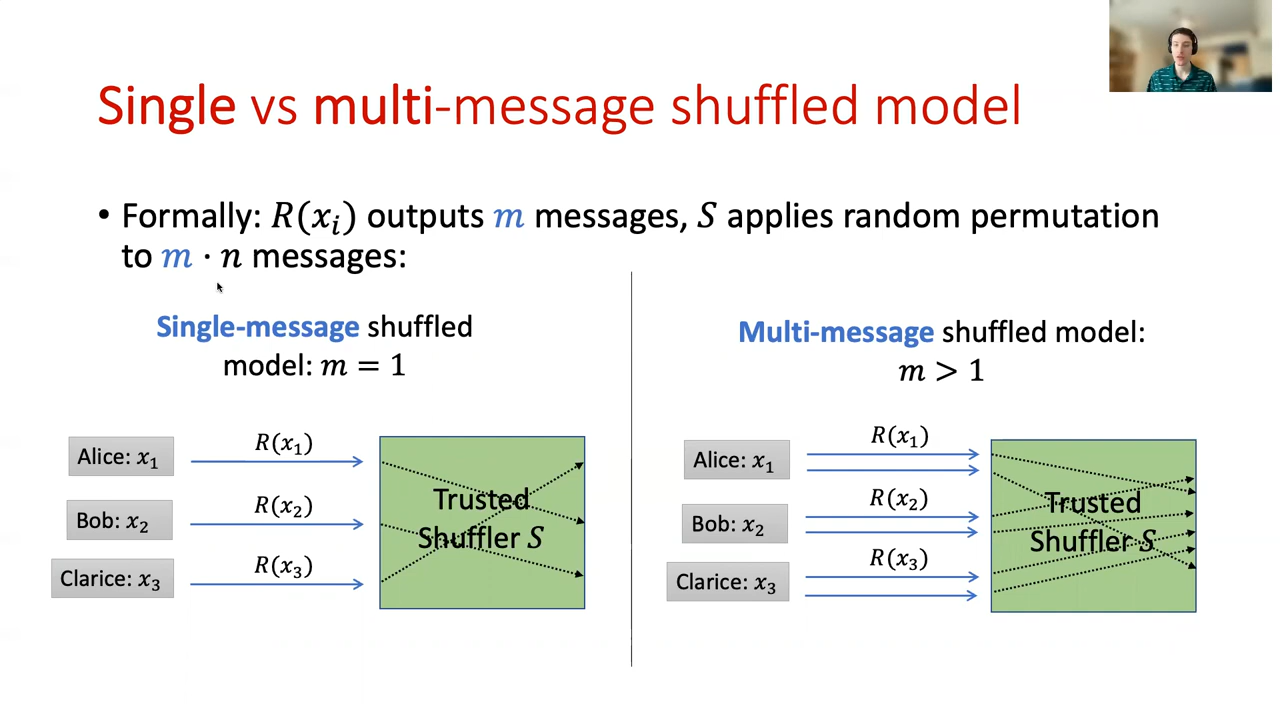 Single vs multi-message shuffled model
• Formally: R(xᵢ) outputs m messages, S applies random permutation
to m · n messages:
Single-message shuffled
model: m = 1
Alice: x₁
R(x₁)
Bob: x₂
R(x₂)
Clarice: x₃
R(x₃)
Trusted
Shuffler S
Multi-message shuffled model:
m > 1
Alice: x₁
R(x₁)
Bob: x₂
R(x₂)
Clarice: x₃
R(x₃)
Trusted
Shuffler S